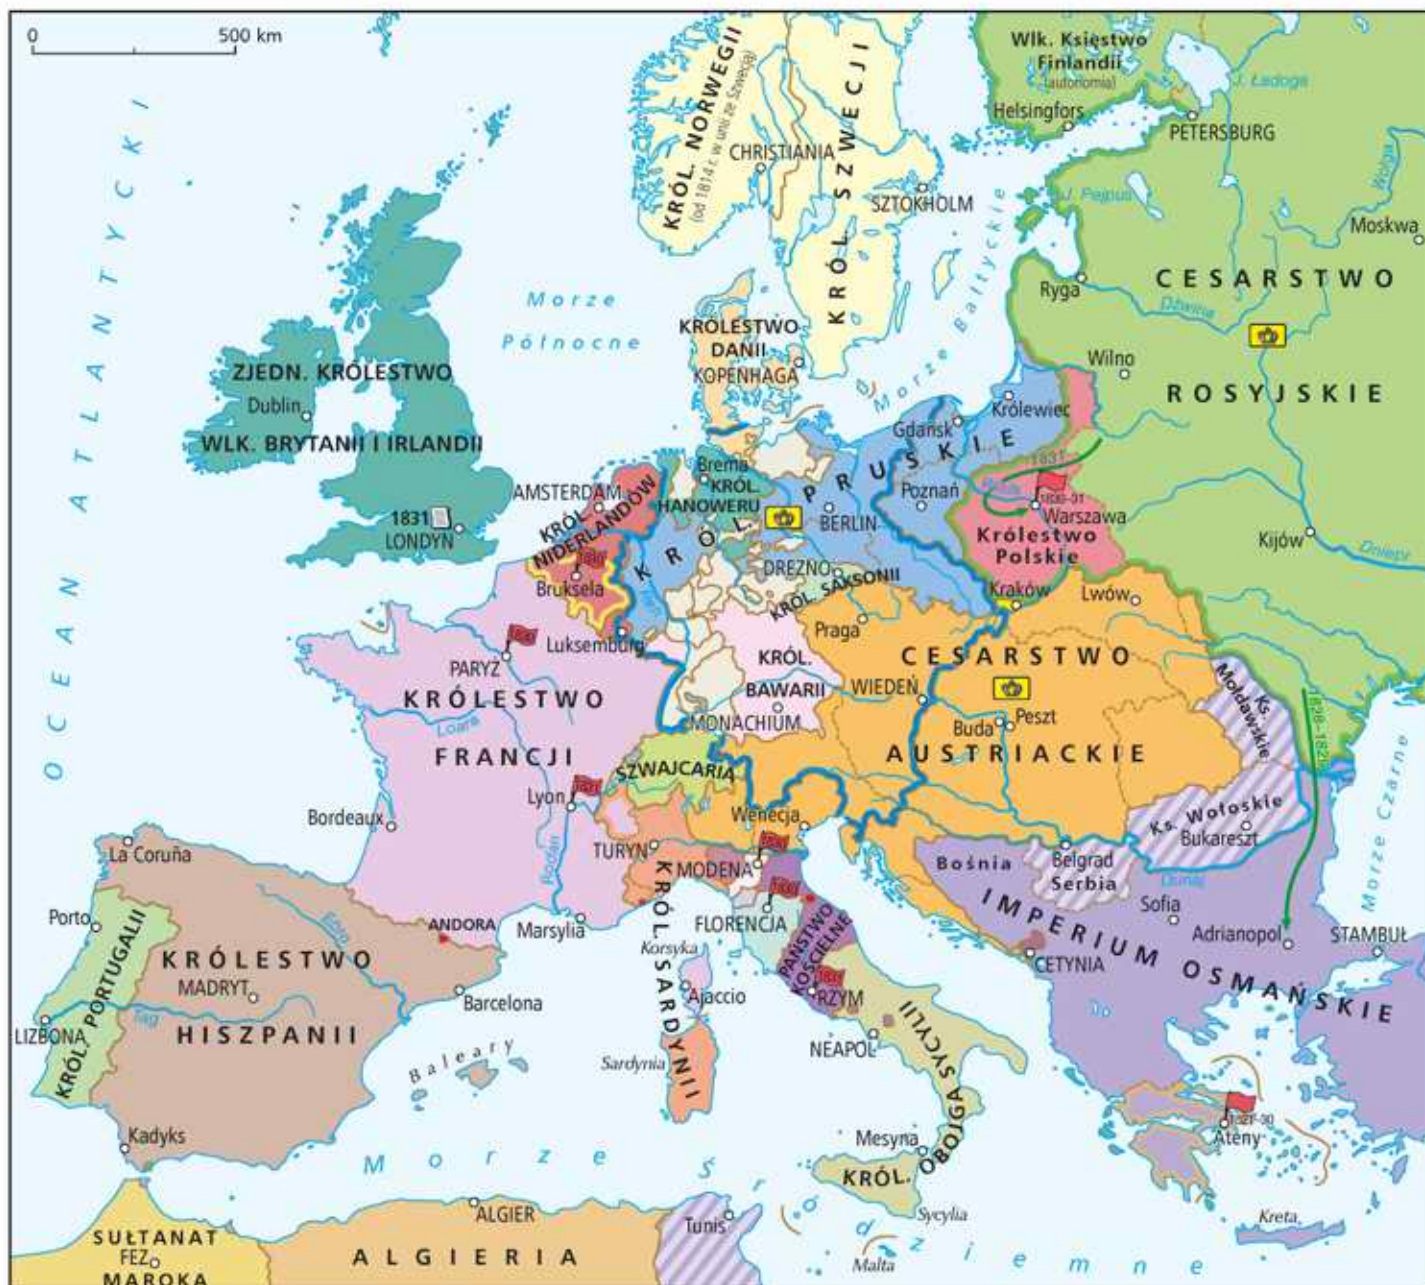 0 500 km
OCEAN ATLANTYCKI
KRÓL. NORWEGII
(od 1814 r. w unii ze Szwecją)
KRÓL. SZWECJI
CHRISTIANIA
SZTOKHOLM
Wlk. Księstwo
Finlandii
(autonomia)
Helsingfors
PETERSBURG
J. Ładoga
J. Pejpus
Wołga
Moskwa
Ryga
Dźwina
CESARSTWO
ROSYJSKIE
Wilno
Kijów
Dniepr
Morze
Północne
Morze Bałtyckie
KRÓLESTWO
DANII
KOPENHAGA
ZJEDN. KRÓLESTWO
Dublin
WLK. BRYTANII I IRLANDII
1831
LONDYN
AMSTERDAM
KRÓL.
NIDERLANDÓW
Bruksela
Luksemburg
Brema
KRÓL.
HANOWERU
KRÓL. PRUSKIE
BERLIN
Gdańsk
Królewiec
Poznań
1831
1830-31
Warszawa
Królestwo
Polskie
DREZNO
KRÓL. SAKSONII
Kraków
Lwów
Praga
KRÓL.
BAWARII
MONACHIUM
WIEDEŃ
CESARSTWO
AUSTRIACKIE
Buda
Peszt
Ks.
Mołdawskie
1828-1829
PARYŻ
KRÓLESTWO
FRANCJI
Loara
SZWAJCARIA
Lyon
1831
Bordeaux
Rodan
Marsylia
ANDORA
TURYN
Wenecja
MODENA
FLORENCJA
KRÓL. SARDYNII
PAŃSTWO
KOŚCIELNE
RZYM
Korsyka
Ajaccio
Sardynia
NEAPOL
KRÓL. OBOJGA SYCYLII
Mesyna
Sycylia
Malta
Ks. Wołoskie
Bukareszt
Belgrad
Serbia
Bośnia
Dunaj
Sofia
IMPERIUM OSMAŃSKIE
Adrianopol
STAMBUŁ
Morze Czarne
CETYNIA
1821-30
Ateny
Kreta
La Coruña
Porto
KRÓL. PORTUGALII
LIZBONA
Tag
Ebro
KRÓLESTWO
MADRYT
HISZPANII
Barcelona
Baleary
Kadyks
Morze Śródziemne
SUŁTANAT
FEZ
MAROKA
ALGIER
ALGIERIA
Tunis